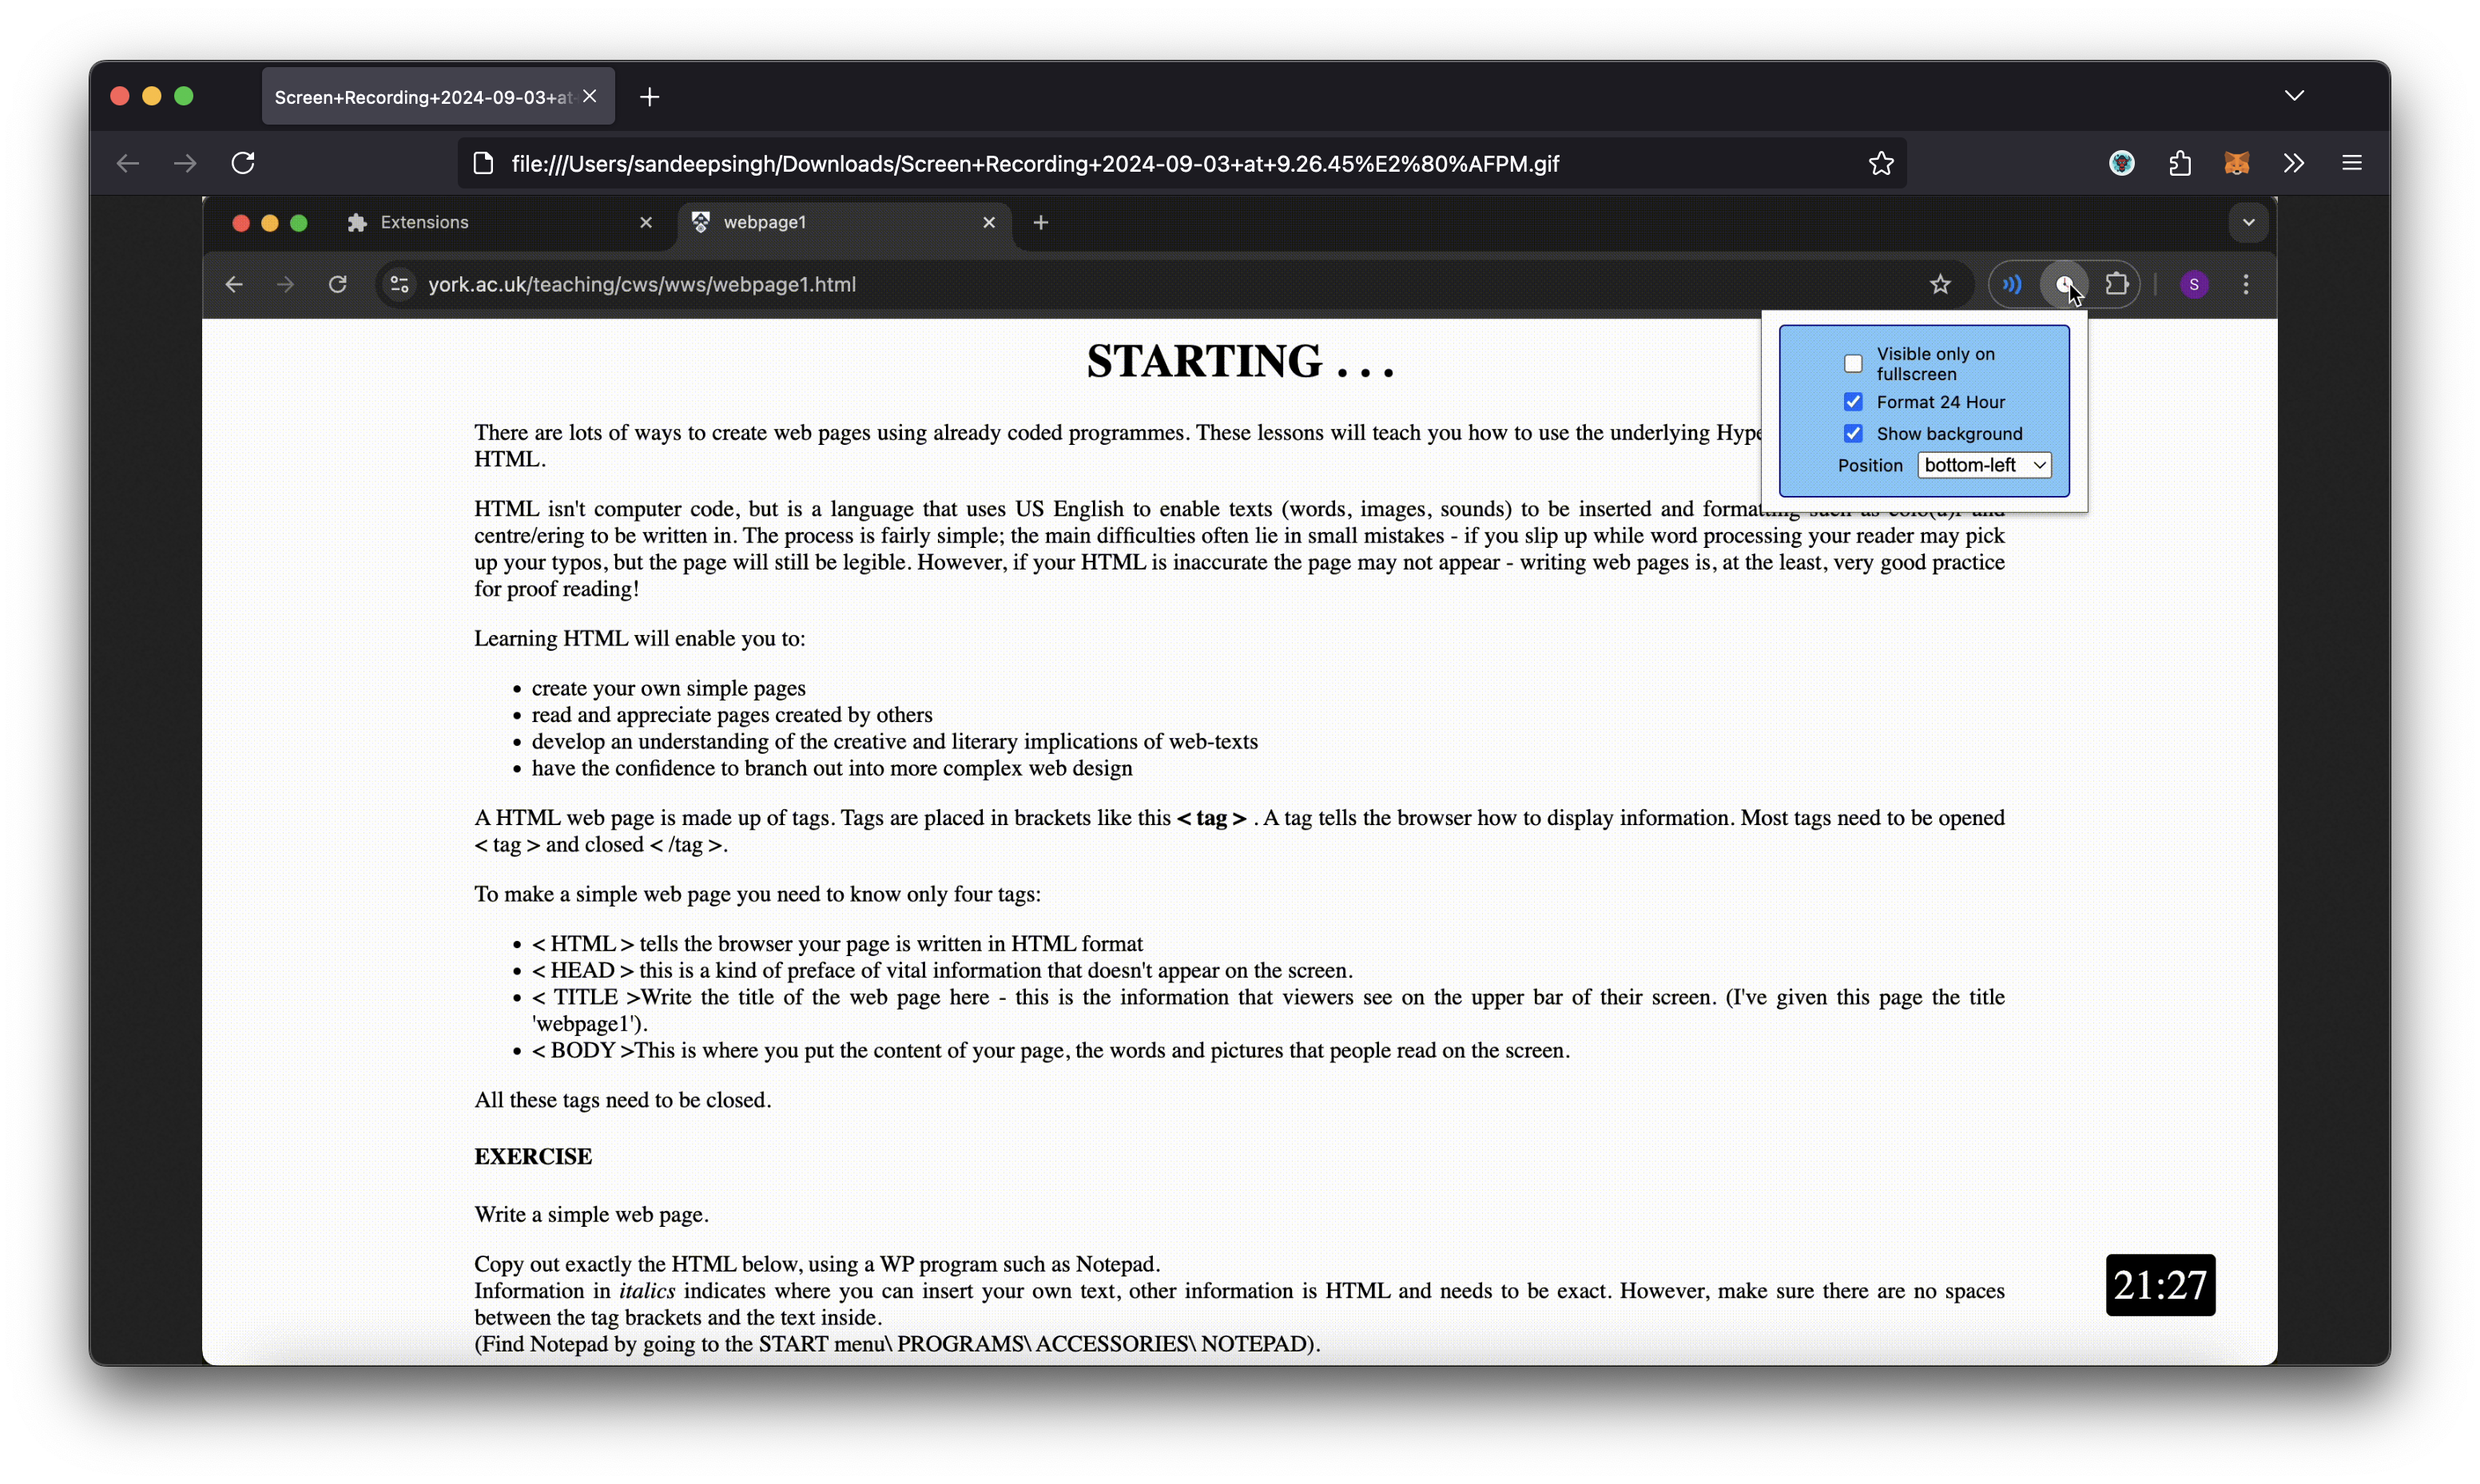 Screen+Recording+2024-09-03+at
file:///Users/sandeepsingh/Downloads/Screen+Recording+2024-09-03+at+9.26.45%E2%80%AFPM.gif
Extensions
webpage1
york.ac.uk/teaching/cws/wws/webpage1.html
S
Visible only on
fullscreen
Format 24 Hour
Show background
Position bottom-left
STARTING . . .
There are lots of ways to create web pages using already coded programmes. These lessons will teach you how to use the underlying Hype
HTML.
HTML isn't computer code, but is a language that uses US English to enable texts (words, images, sounds) to be inserted and formatting such as colo(u)r and
centre/ering to be written in. The process is fairly simple; the main difficulties often lie in small mistakes - if you slip up while word processing your reader may pick
up your typos, but the page will still be legible. However, if your HTML is inaccurate the page may not appear - writing web pages is, at the least, very good practice
for proof reading!
Learning HTML will enable you to:
• create your own simple pages
• read and appreciate pages created by others
• develop an understanding of the creative and literary implications of web-texts
• have the confidence to branch out into more complex web design
A HTML web page is made up of tags. Tags are placed in brackets like this < tag > . A tag tells the browser how to display information. Most tags need to be opened
< tag > and closed < /tag >.
To make a simple web page you need to know only four tags:
• < HTML > tells the browser your page is written in HTML format
• < HEAD > this is a kind of preface of vital information that doesn't appear on the screen.
• < TITLE >Write the title of the web page here - this is the information that viewers see on the upper bar of their screen. (I've given this page the title
'webpage1').
• < BODY >This is where you put the content of your page, the words and pictures that people read on the screen.
All these tags need to be closed.
EXERCISE
Write a simple web page.
Copy out exactly the HTML below, using a WP program such as Notepad.
Information in italics indicates where you can insert your own text, other information is HTML and needs to be exact. However, make sure there are no spaces
between the tag brackets and the text inside.
(Find Notepad by going to the START menu\ PROGRAMS\ ACCESSORIES\ NOTEPAD).
21:27